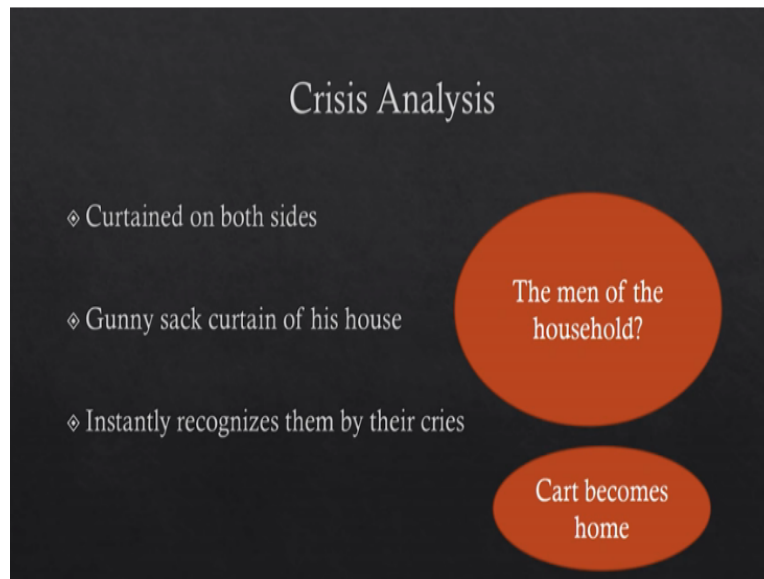 Crisis Analysis
Curtained on both sides
Gunny sack curtain of his house
Instantly recognizes them by their cries
The men of the
household?
Cart becomes
home